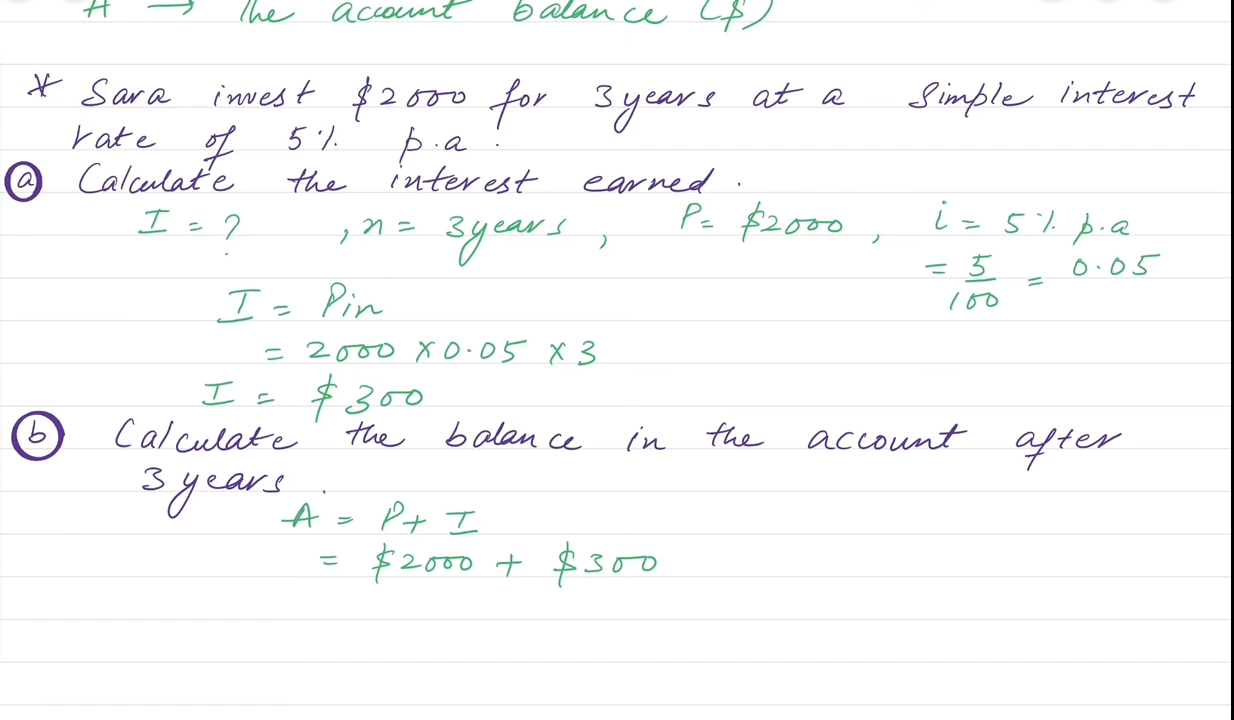 A → The account balance ($)
* Sara invest $2000 for 3 years at a Simple interest
rate of 5% p.a.
(a) Calculate the interest earned.
I = ? , n = 3 years, P = $2000, i = 5% p.a
= 5/100 = 0.05
I = Pin
= 2000 × 0.05 × 3
I = $300
(b) Calculate the balance in the account after
3 years.
A = P + I
= $2000 + $300